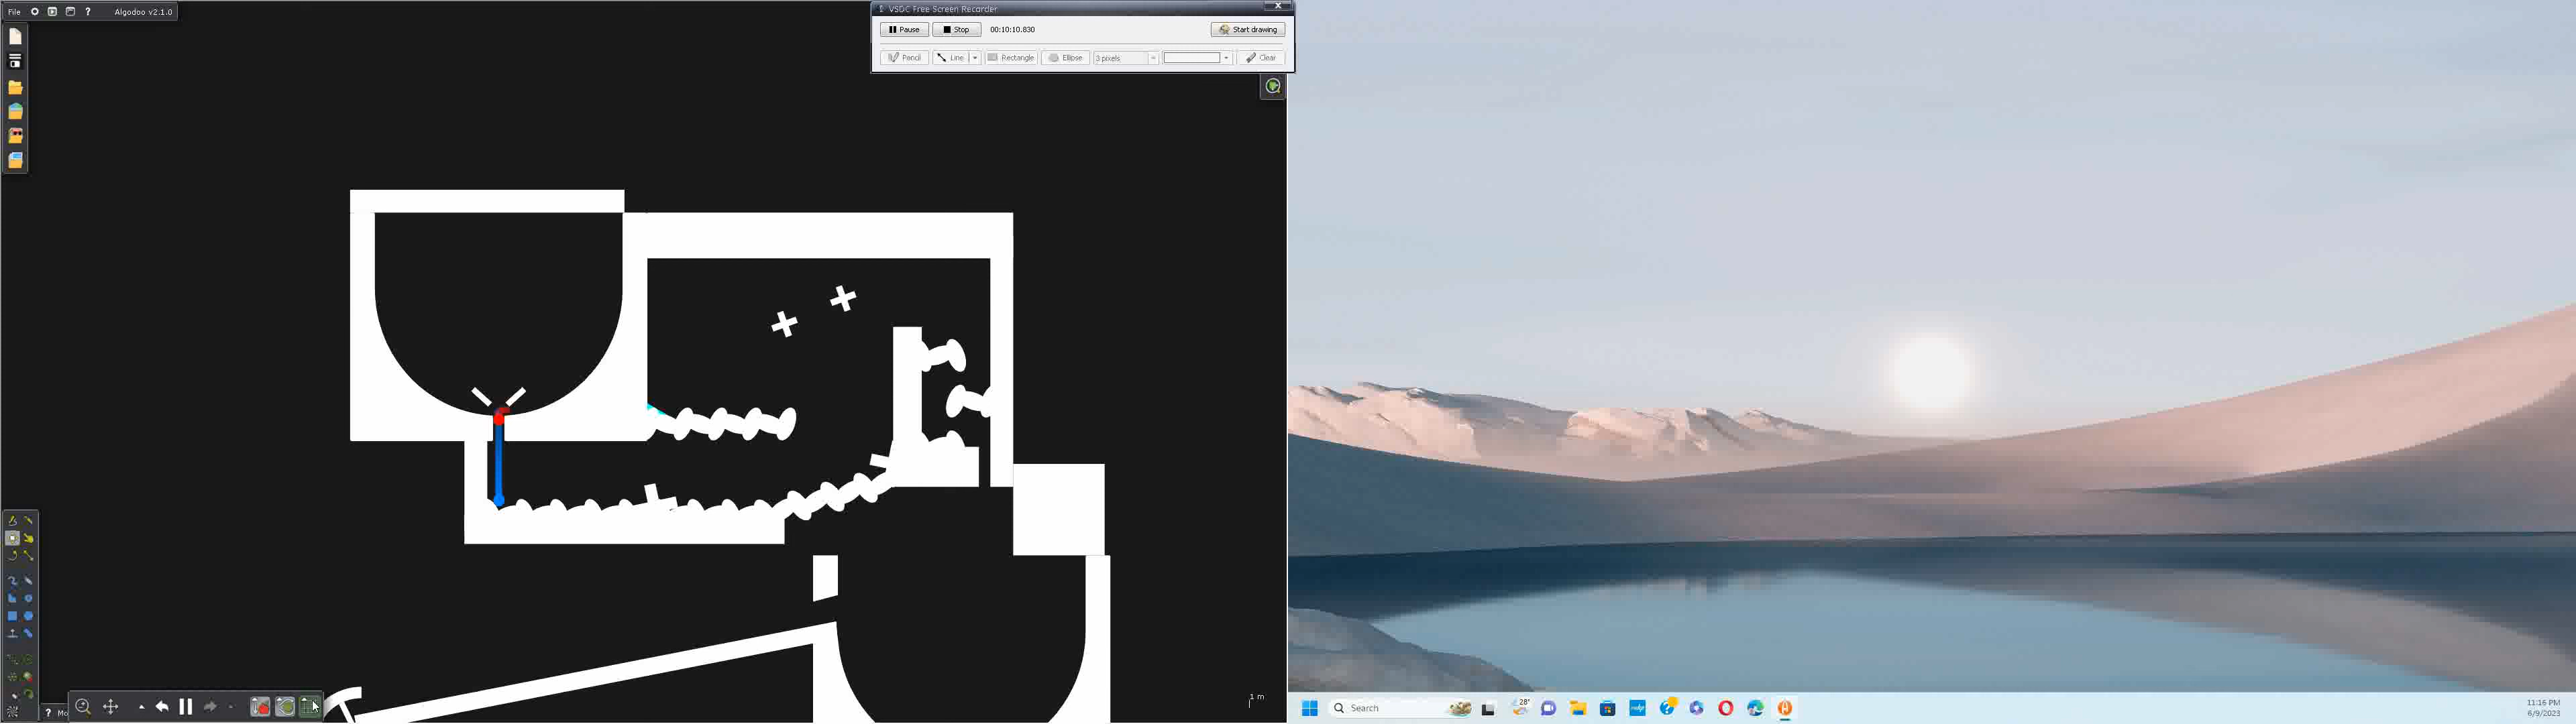 File ? Algodoo v2.1.0
VSDC Free Screen Recorder
Pause Stop 00:10:10.830 Start drawing
Pencil Line Rectangle Ellipse 3 pixels Clear
1 m
? Mo
Search
28°
11:16 PM
6/9/2023